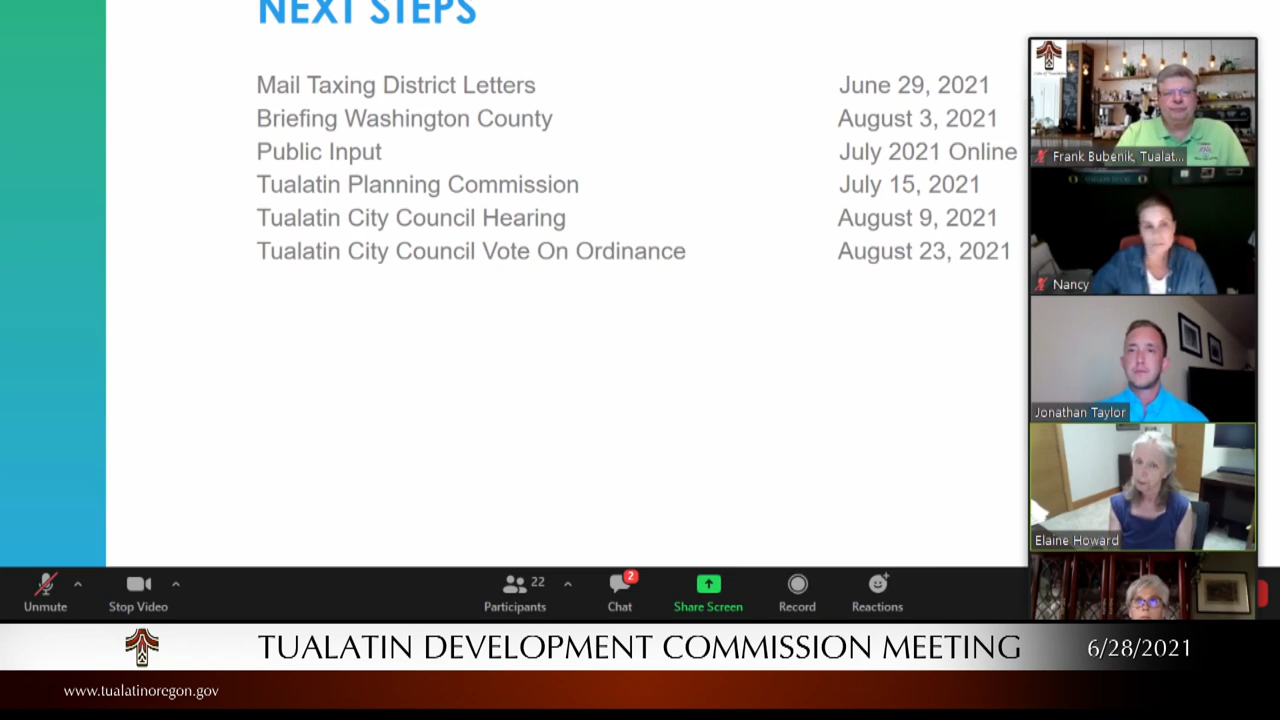 NEXT STEPS
Mail Taxing District Letters June 29, 2021
Briefing Washington County August 3, 2021
Public Input July 2021 Online
Tualatin Planning Commission July 15, 2021
Tualatin City Council Hearing August 9, 2021
Tualatin City Council Vote On Ordinance August 23, 2021
Frank Bubenik, Tualat...
Nancy
Jonathan Taylor
Elaine Howard
Unmute
Stop Video
22
Participants
2
Chat
Share Screen
Record
Reactions
TUALATIN DEVELOPMENT COMMISSION MEETING 6/28/2021
www.tualatinoregon.gov